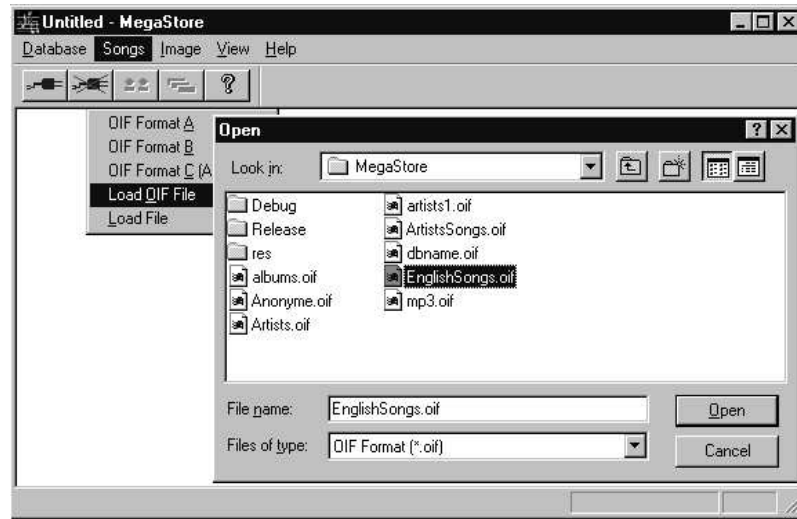 Untitled - MegaStore
Database Songs Image View Help
OIF Format A
OIF Format B
OIF Format C (A
Load OIF File
Load File
Open
Look in: MegaStore
Debug
Release
res
albums.oif
Anonyme.oif
Artists.oif
artists1.oif
ArtistsSongs.oif
dbname.oif
EnglishSongs.oif
mp3.oif
File name: EnglishSongs.oif
Open
Files of type: OIF Format (*.oif)
Cancel